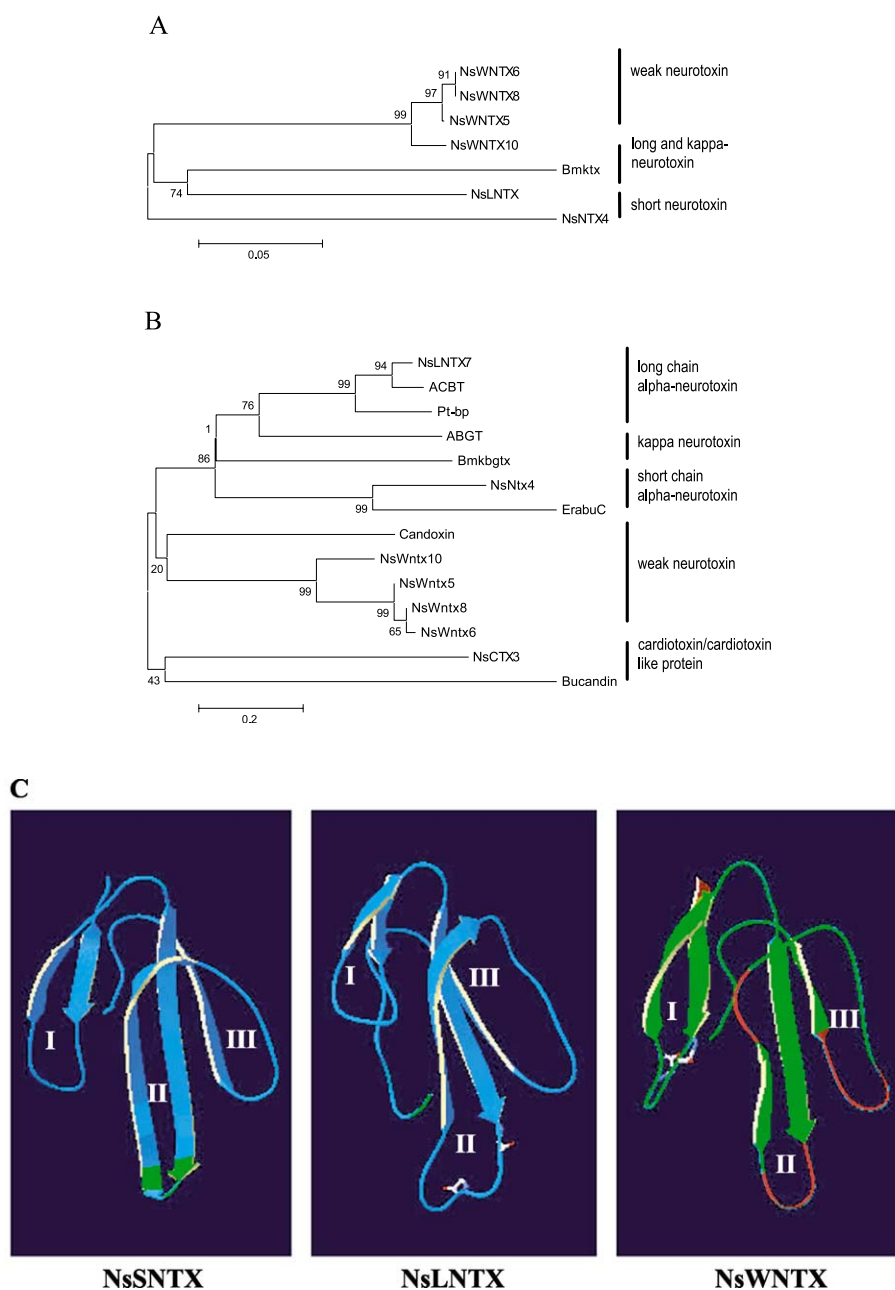 A
NsWNTX6
NsWNTX8
NsWNTX5
NsWNTX10
Bmktx
NsLNTX
NsNTX4
91
97
99
74
0.05
weak neurotoxin
long and kappa-
neurotoxin
short neurotoxin
B
NsLNTX7
ACBT
Pt-bp
ABGT
Bmkbgtx
NsNtx4
ErabuC
Candoxin
NsWntx10
NsWntx5
NsWntx8
NsWntx6
NsCTX3
Bucandin
94
99
76
1
86
99
20
99
99
65
43
0.2
long chain
alpha-neurotoxin
kappa neurotoxin
short chain
alpha-neurotoxin
weak neurotoxin
cardiotoxin/cardiotoxin
like protein
C
I
II
III
NsSNTX
I
II
III
NsLNTX
I
II
III
NsWNTX